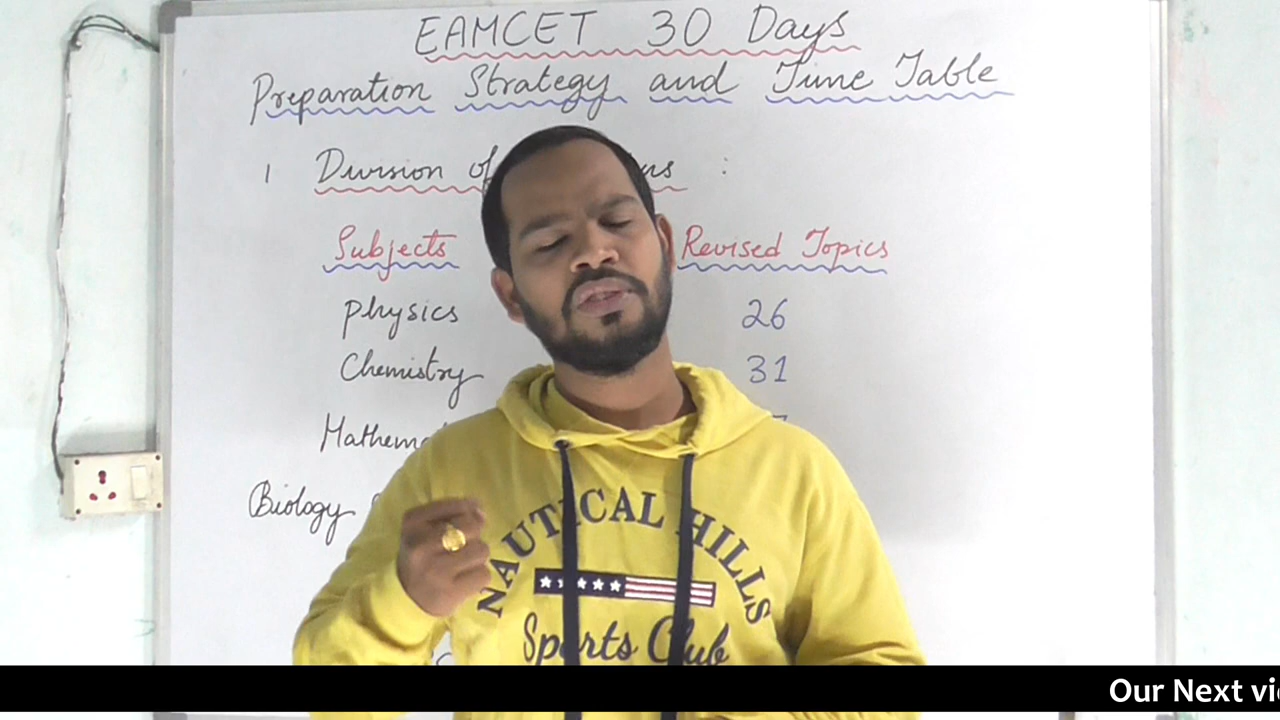 EAMCET 30 Days
Preparation Strategy and Time Table
1 Division of :
Subjects Revised Topics
Physics 26
Chemistry 31
Mathema
Biology
NAUTICAL HILLS
Sports Club
Our Next vi